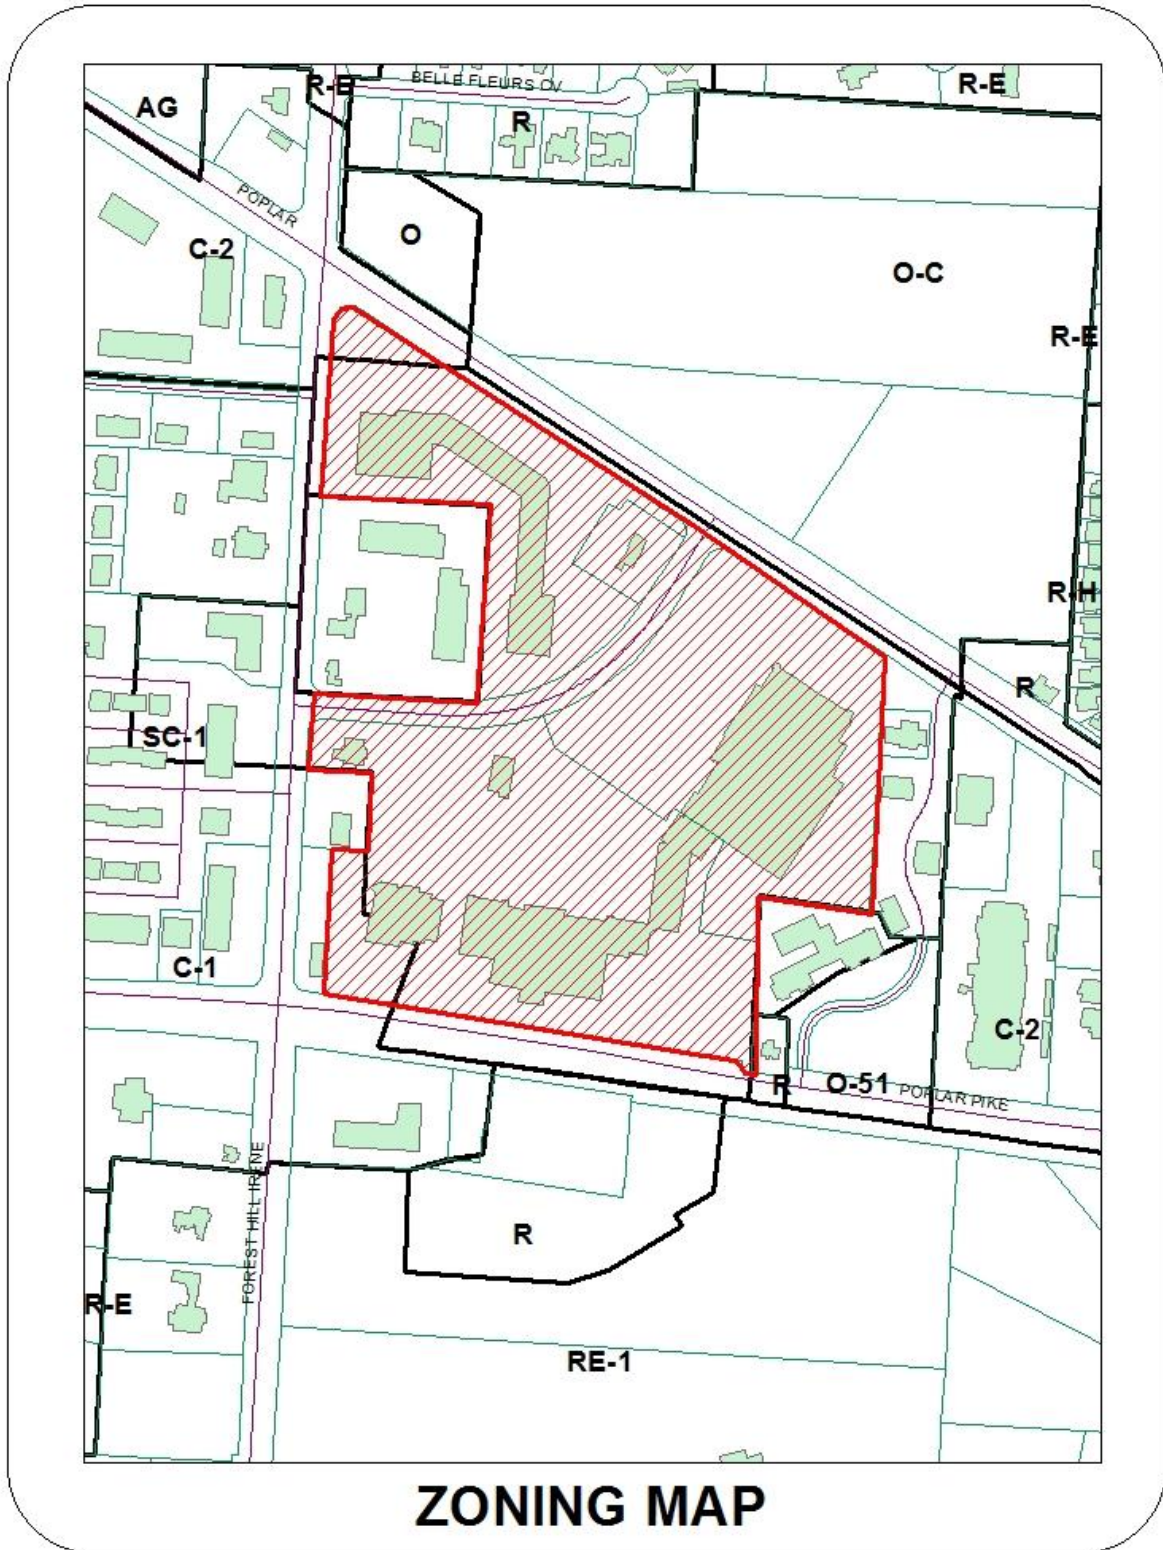 BELLE FLEURS CV
R-E
R-E
AG
R
POPLAR
O
C-2
O-C
R-E
R-H
R
SC-1
C-1
C-2
R
O-51
POPLAR PIKE
FOREST HILL IRENE
R
R-E
RE-1
ZONING MAP